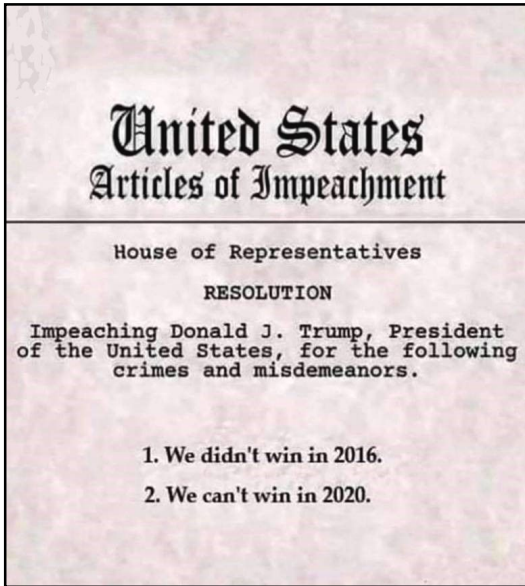 United States
Articles of Impeachment
House of Representatives
RESOLUTION
Impeaching Donald J. Trump, President
of the United States, for the following
crimes and misdemeanors.
1. We didn't win in 2016.
2. We can't win in 2020.